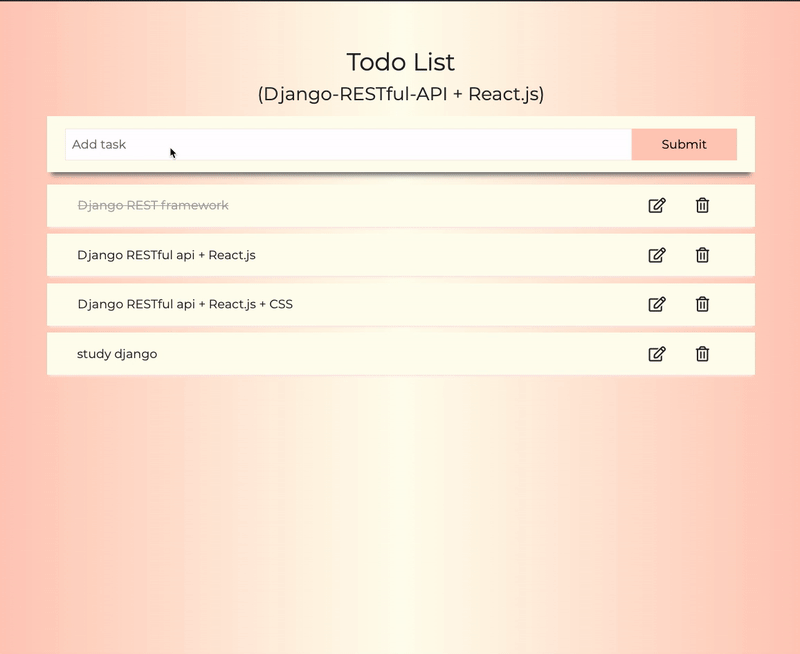 Todo List
(Django-RESTful-API + React.js)
Add task
Submit
Django REST framework
Django RESTful api + React.js
Django RESTful api + React.js + CSS
study django